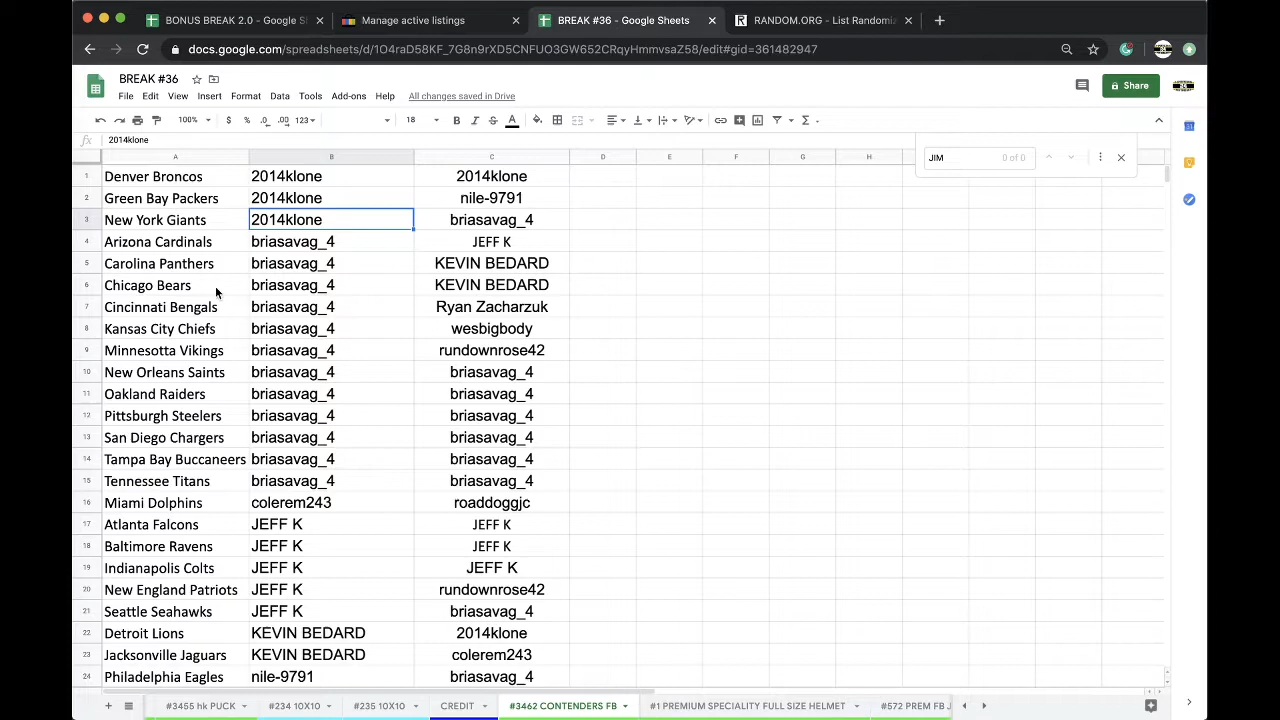 BONUS BREAK 2.0 - Google S
Manage active listings
BREAK #36 - Google Sheets
RANDOM.ORG - List Randomiz
docs.google.com/spreadsheets/d/1O4raD58KF_7G8n9rXD5CNFUO3GW652CRqyHmmvsaZ58/edit#gid=361482947
BREAK #36
File Edit View Insert Format Data Tools Add-ons Help All changes saved in Drive
Share
100% $ % .0 .00 123 18 B I S A
fx 2014klone
JIM 0 of 0
A B C D E F G H
1 Denver Broncos 2014klone 2014klone
2 Green Bay Packers 2014klone nile-9791
3 New York Giants 2014klone briasavag_4
4 Arizona Cardinals briasavag_4 JEFF K
5 Carolina Panthers briasavag_4 KEVIN BEDARD
6 Chicago Bears briasavag_4 KEVIN BEDARD
7 Cincinnati Bengals briasavag_4 Ryan Zacharzuk
8 Kansas City Chiefs briasavag_4 wesbigbody
9 Minnesotta Vikings briasavag_4 rundownrose42
10 New Orleans Saints briasavag_4 briasavag_4
11 Oakland Raiders briasavag_4 briasavag_4
12 Pittsburgh Steelers briasavag_4 briasavag_4
13 San Diego Chargers briasavag_4 briasavag_4
14 Tampa Bay Buccaneers briasavag_4 briasavag_4
15 Tennessee Titans briasavag_4 briasavag_4
16 Miami Dolphins colerem243 roaddoggjc
17 Atlanta Falcons JEFF K JEFF K
18 Baltimore Ravens JEFF K JEFF K
19 Indianapolis Colts JEFF K JEFF K
20 New England Patriots JEFF K rundownrose42
21 Seattle Seahawks JEFF K briasavag_4
22 Detroit Lions KEVIN BEDARD 2014klone
23 Jacksonville Jaguars KEVIN BEDARD colerem243
24 Philadelphia Eagles nile-9791 briasavag_4
#3455 hk PUCK #234 10X10 #235 10X10 CREDIT #3462 CONTENDERS FB #1 PREMIUM SPECIALITY FULL SIZE HELMET #572 PREM FB J